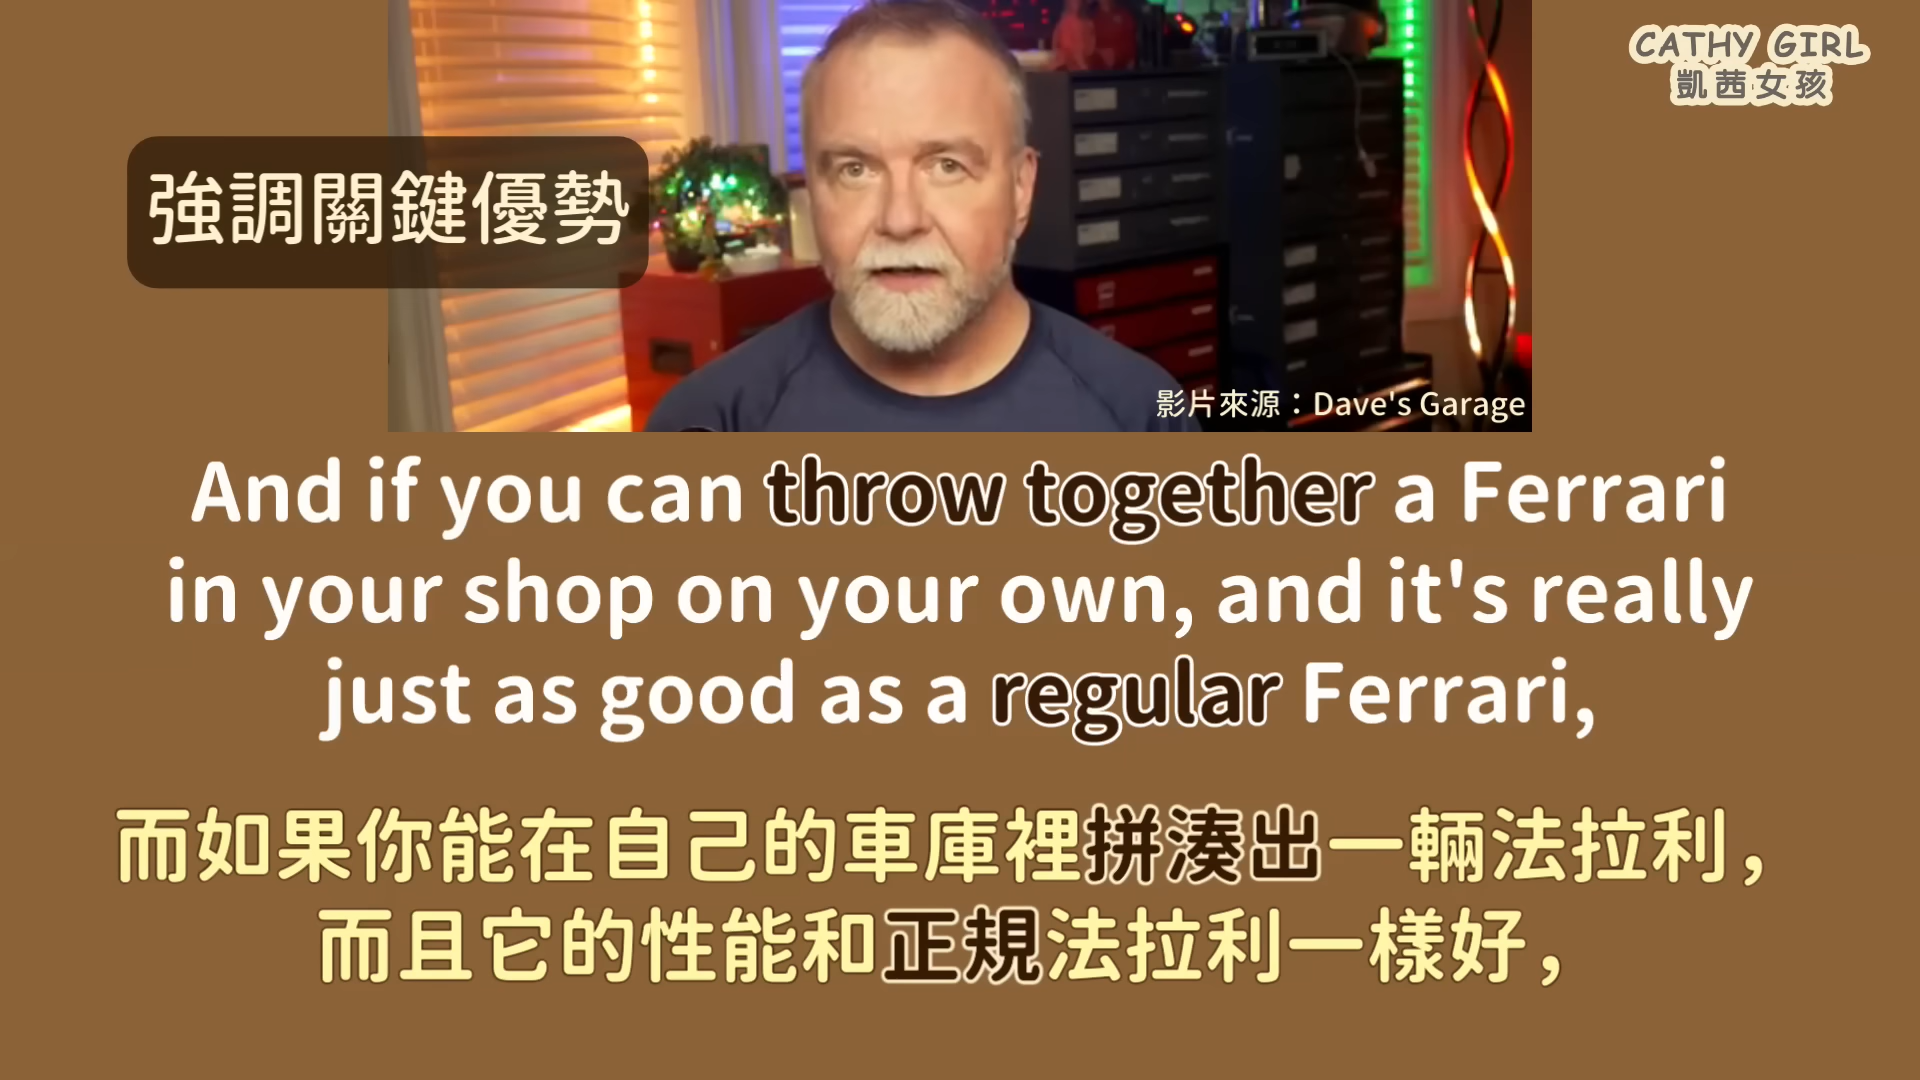 CATHY GIRL
凱茜女孩
強調關鍵優勢
影片來源：Dave's Garage
And if you can throw together a Ferrari
in your shop on your own, and it's really
just as good as a regular Ferrari,
而如果你能在自己的車庫裡拼湊出一輛法拉利，
而且它的性能和正規法拉利一樣好，